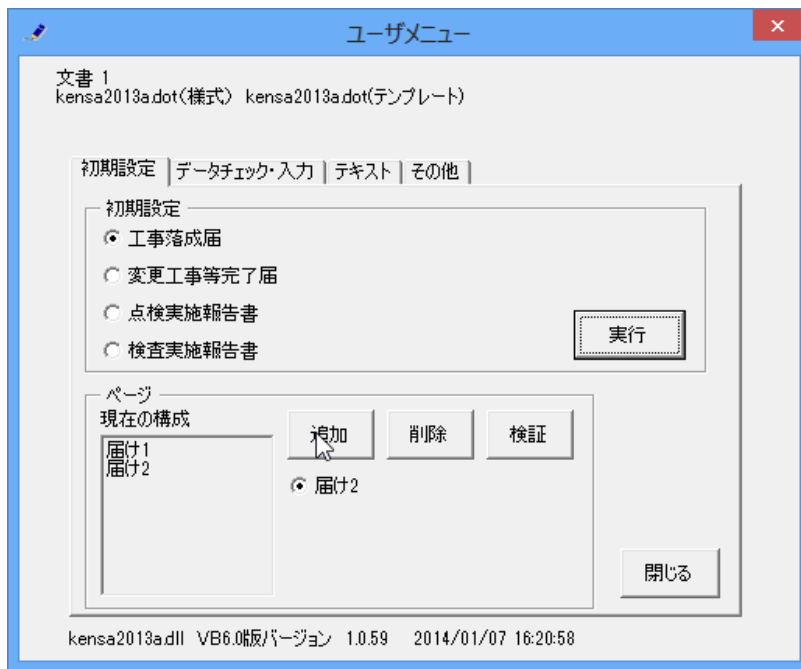 ユーザメニュー
文書 1
kensa2013a.dot(様式) kensa2013a.dot(テンプレート)
初期設定 データチェック・入力 テキスト その他
初期設定
工事落成届
変更工事等完了届
点検実施報告書
検査実施報告書
実行
ページ
現在の構成
届け1
届け2
追加 削除 検証
届け2
閉じる
kensa2013a.dll VB6.0版バージョン 1.0.59 2014/01/07 16:20:58